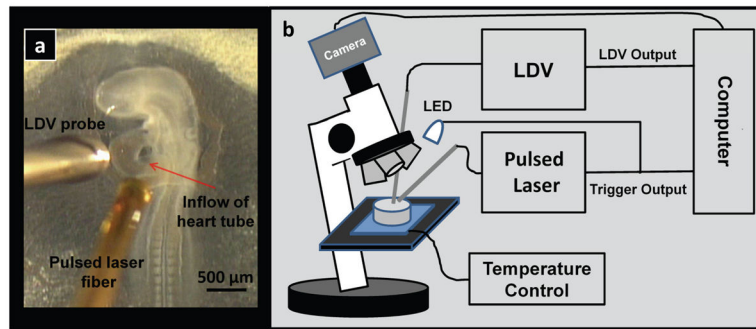 a
LDV probe
Inflow of
heart tube
Pulsed laser
fiber
500 µm
b
Camera
LED
LDV
LDV Output
Pulsed
Laser
Trigger Output
Computer
Temperature
Control